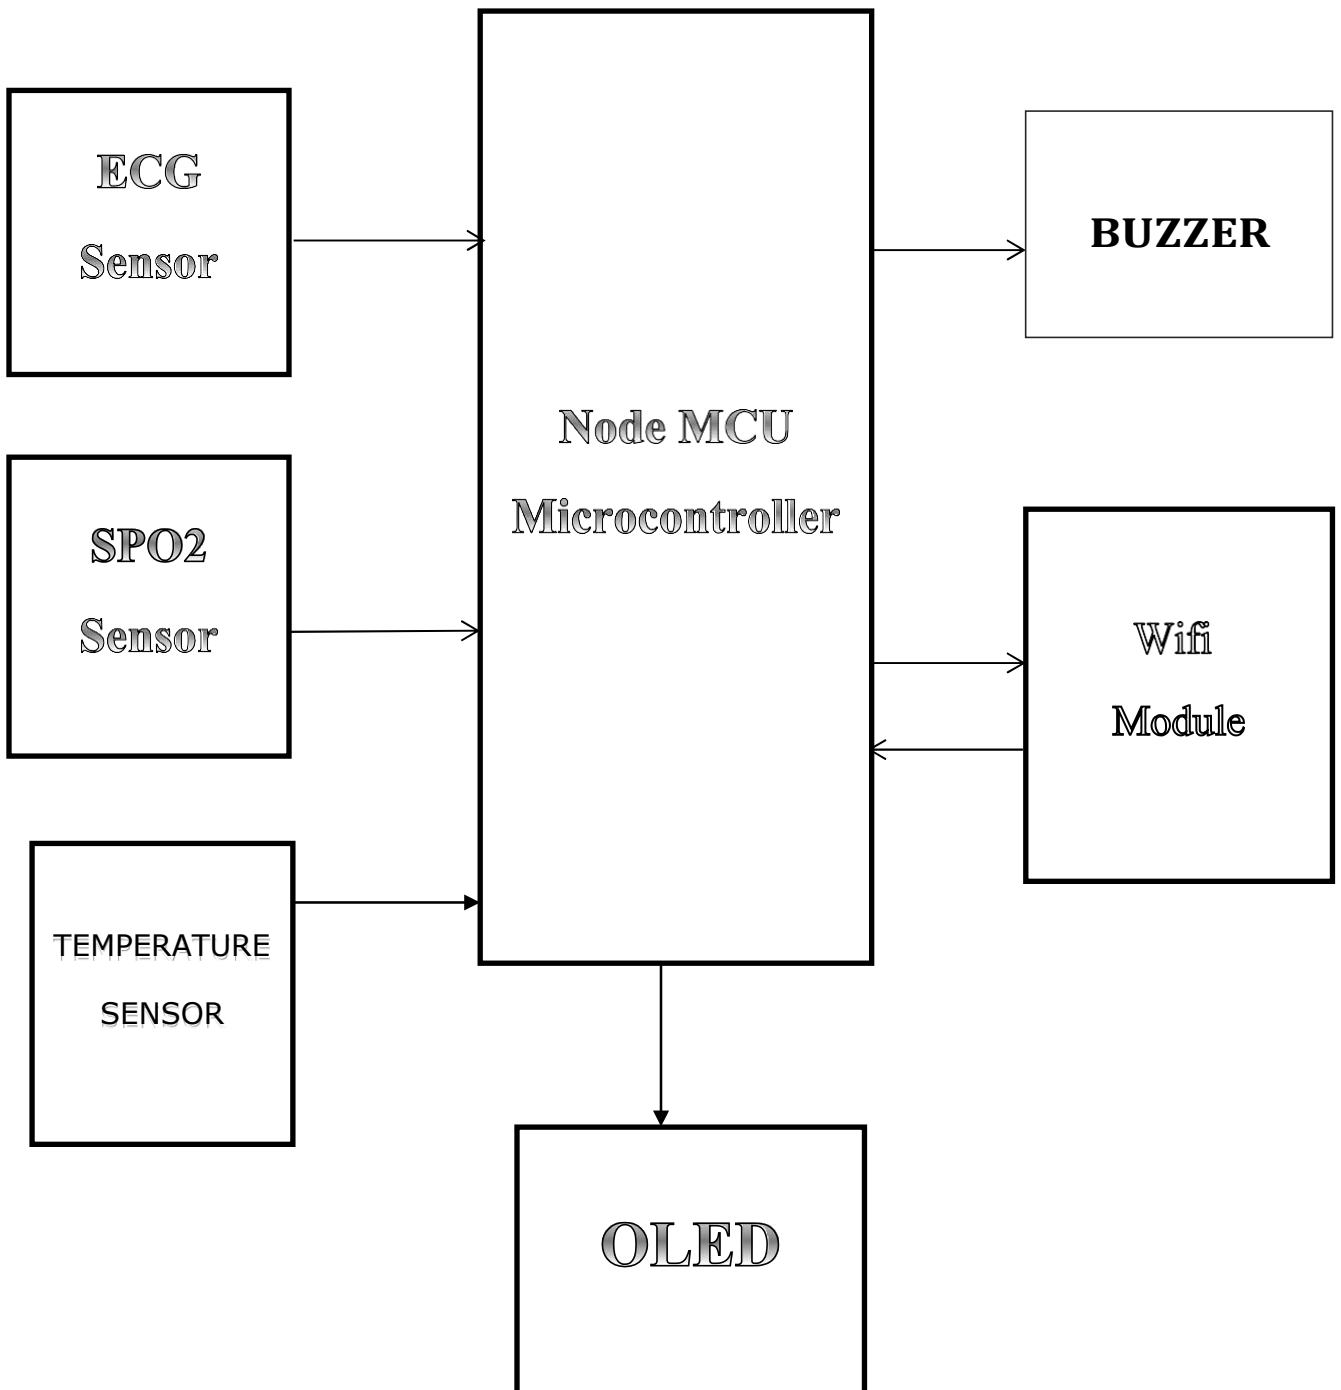 ECG
Sensor
SPO2
Sensor
TEMPERATURE
SENSOR
Node MCU
Microcontroller
BUZZER
Wifi
Module
OLED